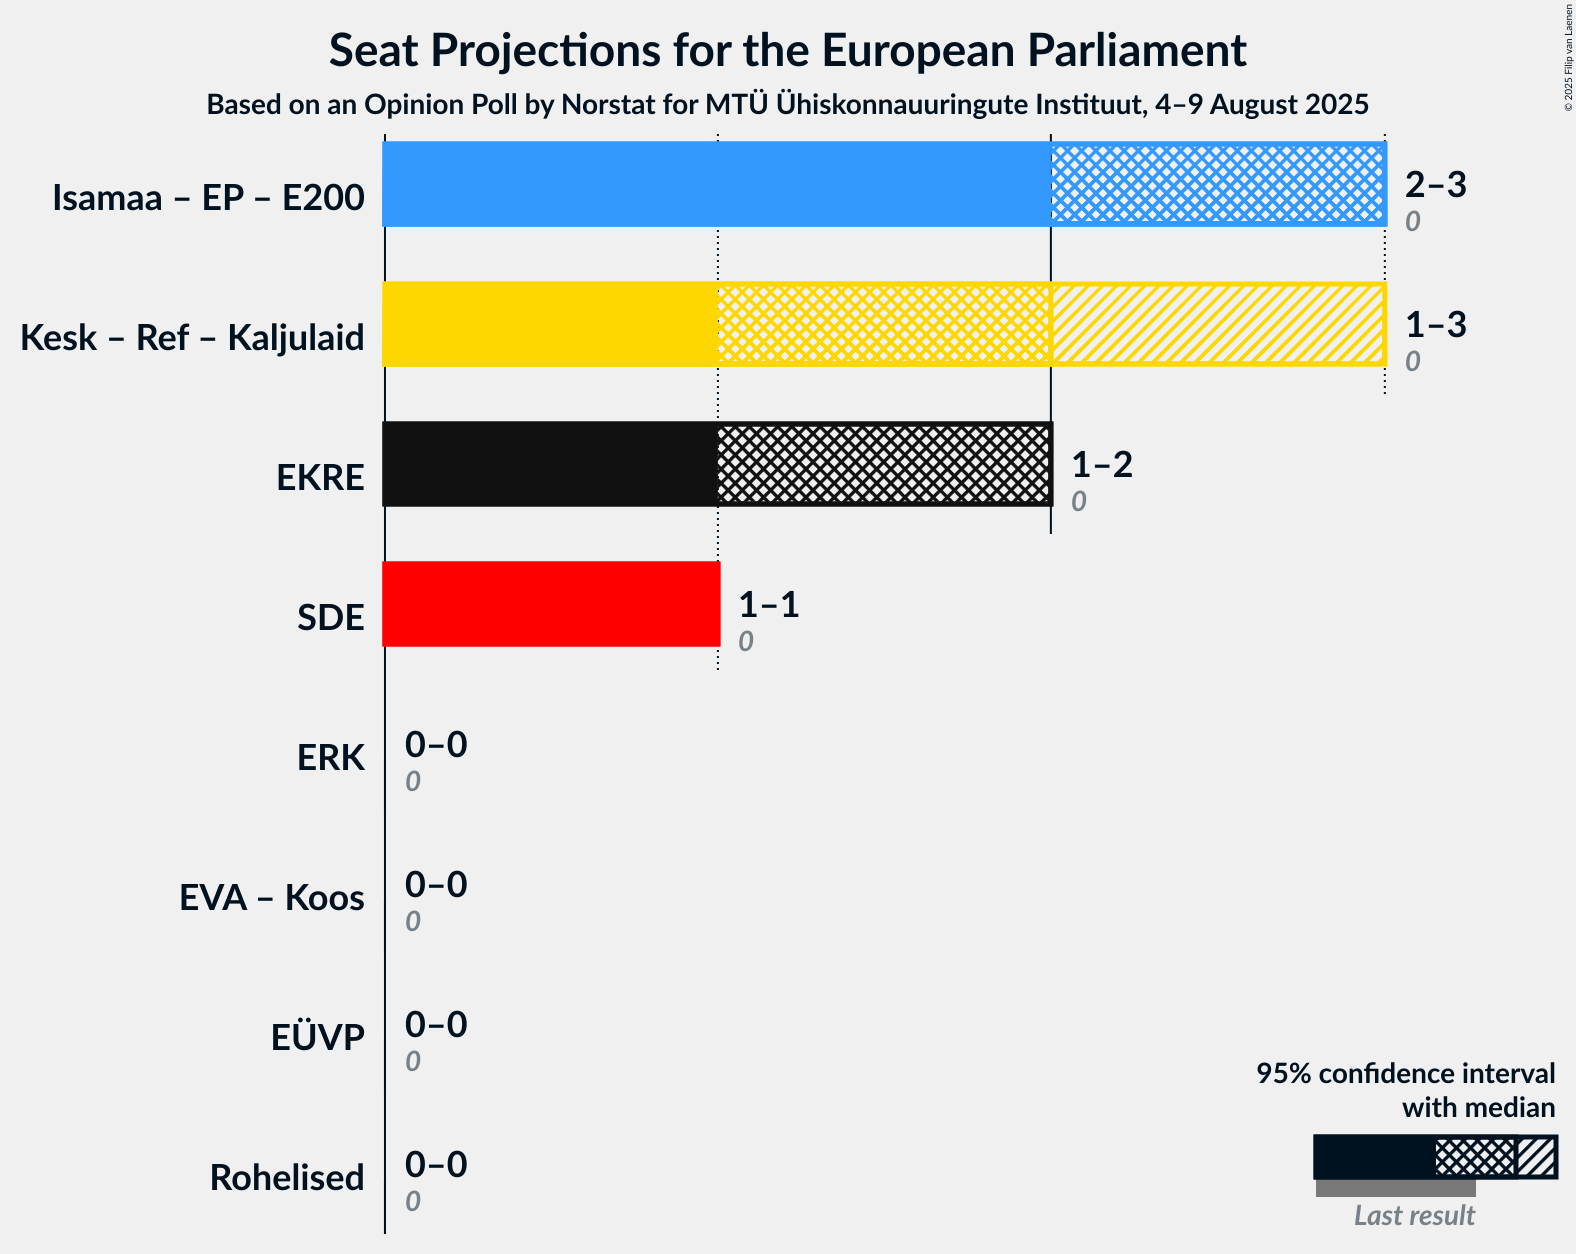 Seat Projections for the European Parliament
Based on an Opinion Poll by Norstat for MTÜ Ühiskonnauuringute Instituut, 4–9 August 2025
© 2025 Filip van Laenen
Isamaa – EP – E200
2–3
0
Kesk – Ref – Kaljulaid
1–3
0
EKRE
1–2
0
SDE
1–1
0
ERK
0–0
0
EVA – Koos
0–0
0
EÜVP
0–0
0
Rohelised
0–0
0
95% confidence interval
with median
Last result